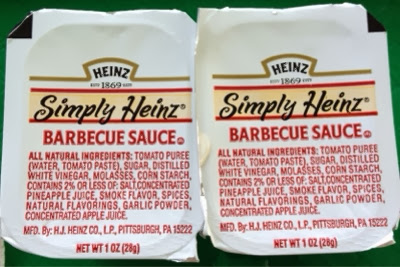 HEINZ
ESTD 1869
Simply Heinz®
BARBECUE SAUCE
ALL NATURAL INGREDIENTS: TOMATO PUREE
(WATER, TOMATO PASTE), SUGAR, DISTILLED
WHITE VINEGAR, MOLASSES, CORN STARCH,
CONTAINS 2% OR LESS OF: SALT,CONCENTRATED
PINEAPPLE JUICE, SMOKE FLAVOR, SPICES,
NATURAL FLAVORINGS, GARLIC POWDER,
CONCENTRATED APPLE JUICE.
MFD. By: H.J. HEINZ CO., L.P., PITTSBURGH, PA 15222
NET WT 1 OZ (28g)
HEINZ
ESTD 1869
Simply Heinz®
BARBECUE SAUCE
ALL NATURAL INGREDIENTS: TOMATO PUREE
(WATER, TOMATO PASTE), SUGAR, DISTILLED
WHITE VINEGAR, MOLASSES, CORN STARCH,
CONTAINS 2% OR LESS OF: SALT,CONCENTRATED
PINEAPPLE JUICE, SMOKE FLAVOR, SPICES,
NATURAL FLAVORINGS, GARLIC POWDER,
CONCENTRATED APPLE JUICE.
MFD. By: H.J. HEINZ CO., L.P., PITTSBURGH, PA 15222
NET WT 1 OZ (28g)